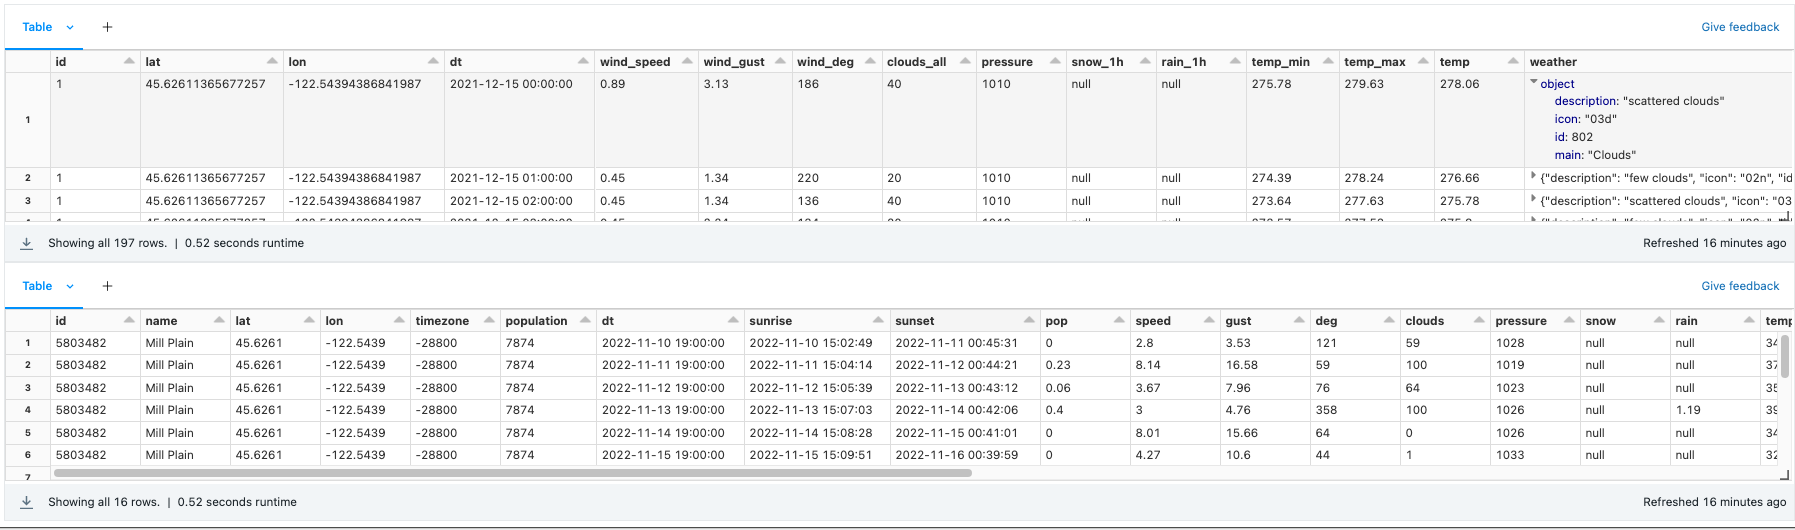 Table + Give feedback
id lat lon dt wind_speed wind_gust wind_deg clouds_all pressure snow_1h rain_1h temp_min temp_max temp weather
1 1 45.62611365677257 -122.54394386841987 2021-12-15 00:00:00 0.89 3.13 186 40 1010 null null 275.78 279.63 278.06 object
description: "scattered clouds"
icon: "03d"
id: 802
main: "Clouds"
2 1 45.62611365677257 -122.54394386841987 2021-12-15 01:00:00 0.45 1.34 220 20 1010 null null 274.39 278.24 276.66 {"description": "few clouds", "icon": "02n", "id
3 1 45.62611365677257 -122.54394386841987 2021-12-15 02:00:00 0.45 1.34 136 40 1010 null null 273.64 277.63 275.78 {"description": "scattered clouds", "icon": "03
Showing all 197 rows. | 0.52 seconds runtime Refreshed 16 minutes ago
Table + Give feedback
id name lat lon timezone population dt sunrise sunset pop speed gust deg clouds pressure snow rain temp
1 5803482 Mill Plain 45.6261 -122.5439 -28800 7874 2022-11-10 19:00:00 2022-11-10 15:02:49 2022-11-11 00:45:31 0 2.8 3.53 121 59 1028 null null 34
2 5803482 Mill Plain 45.6261 -122.5439 -28800 7874 2022-11-11 19:00:00 2022-11-11 15:04:14 2022-11-12 00:44:21 0.23 8.14 16.58 59 100 1019 null null 37
3 5803482 Mill Plain 45.6261 -122.5439 -28800 7874 2022-11-12 19:00:00 2022-11-12 15:05:39 2022-11-13 00:43:12 0.06 3.67 7.96 76 64 1023 null null 35
4 5803482 Mill Plain 45.6261 -122.5439 -28800 7874 2022-11-13 19:00:00 2022-11-13 15:07:03 2022-11-14 00:42:06 0.4 3 4.76 358 100 1026 null 1.19 39
5 5803482 Mill Plain 45.6261 -122.5439 -28800 7874 2022-11-14 19:00:00 2022-11-14 15:08:28 2022-11-15 00:41:01 0 8.01 15.66 64 0 1026 null null 34
6 5803482 Mill Plain 45.6261 -122.5439 -28800 7874 2022-11-15 19:00:00 2022-11-15 15:09:51 2022-11-16 00:39:59 0 4.27 10.6 44 1 1033 null null 32
7
Showing all 16 rows. | 0.52 seconds runtime Refreshed 16 minutes ago